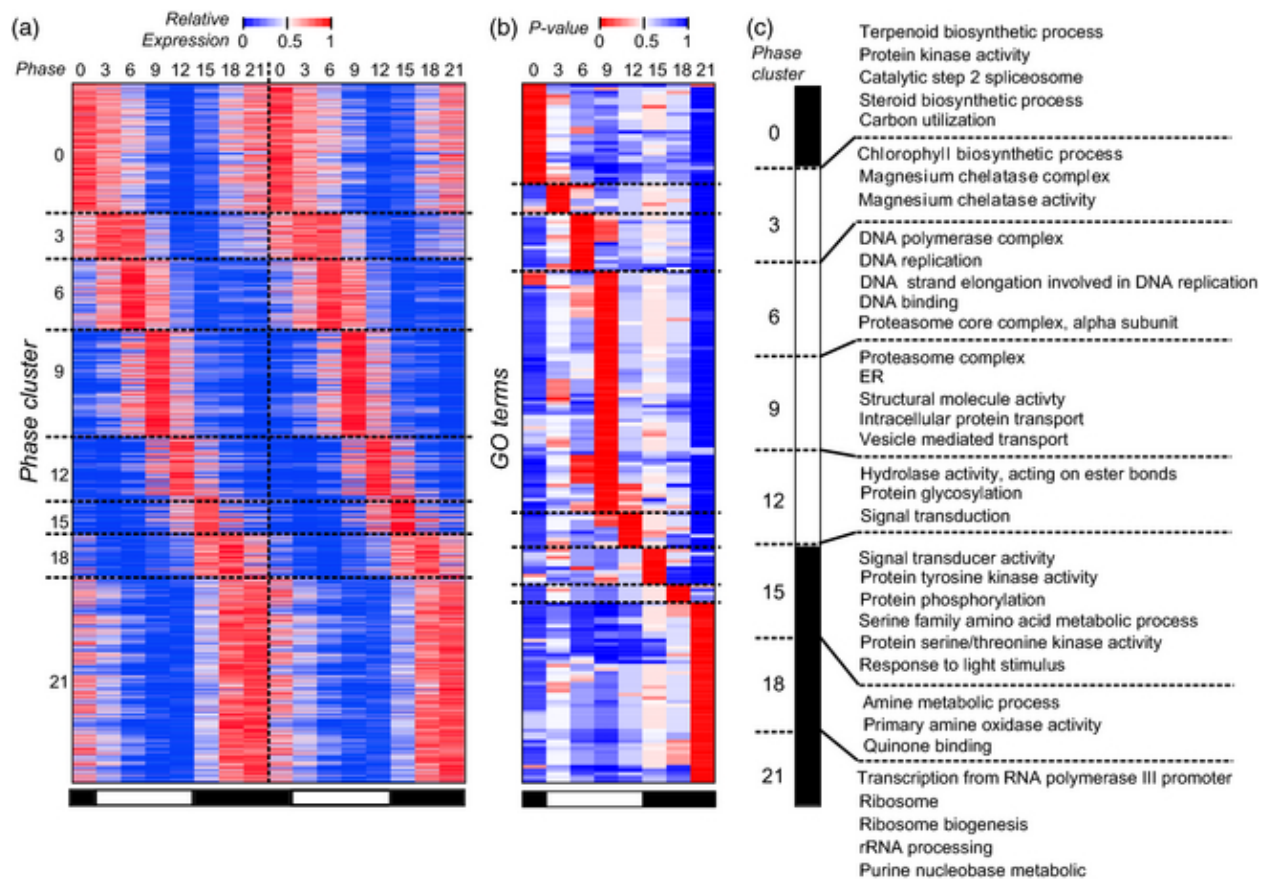 (a)
Relative
Expression
0 0.5 1
Phase 0 3 6 9 12 15 18 21 0 3 6 9 12 15 18 21
Phase cluster
0
3
6
9
12
15
18
21
(b)
P-value
0 0.5 1
0 3 6 9 12 15 18 21
GO terms
(c)
Phase
cluster
0
3
6
9
12
15
18
21
Terpenoid biosynthetic process
Protein kinase activity
Catalytic step 2 spliceosome
Steroid biosynthetic process
Carbon utilization
Chlorophyll biosynthetic process
Magnesium chelatase complex
Magnesium chelatase activity
DNA polymerase complex
DNA replication
DNA strand elongation involved in DNA replication
DNA binding
Proteasome core complex, alpha subunit
Proteasome complex
ER
Structural molecule activty
Intracellular protein transport
Vesicle mediated transport
Hydrolase activity, acting on ester bonds
Protein glycosylation
Signal transduction
Signal transducer activity
Protein tyrosine kinase activity
Protein phosphorylation
Serine family amino acid metabolic process
Protein serine/threonine kinase activity
Response to light stimulus
Amine metabolic process
Primary amine oxidase activity
Quinone binding
Transcription from RNA polymerase III promoter
Ribosome
Ribosome biogenesis
rRNA processing
Purine nucleobase metabolic